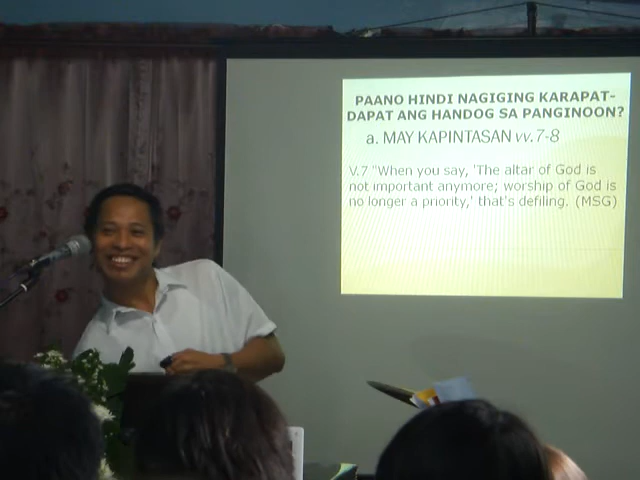 PAANO HINDI NAGIGING KARAPAT-
DAPAT ANG HANDOG SA PANGINOON?
a. MAY KAPINTASAN vv.7-8
V.7 "When you say, 'The altar of God is
not important anymore; worship of God is
no longer a priority,' that's defiling. (MSG)